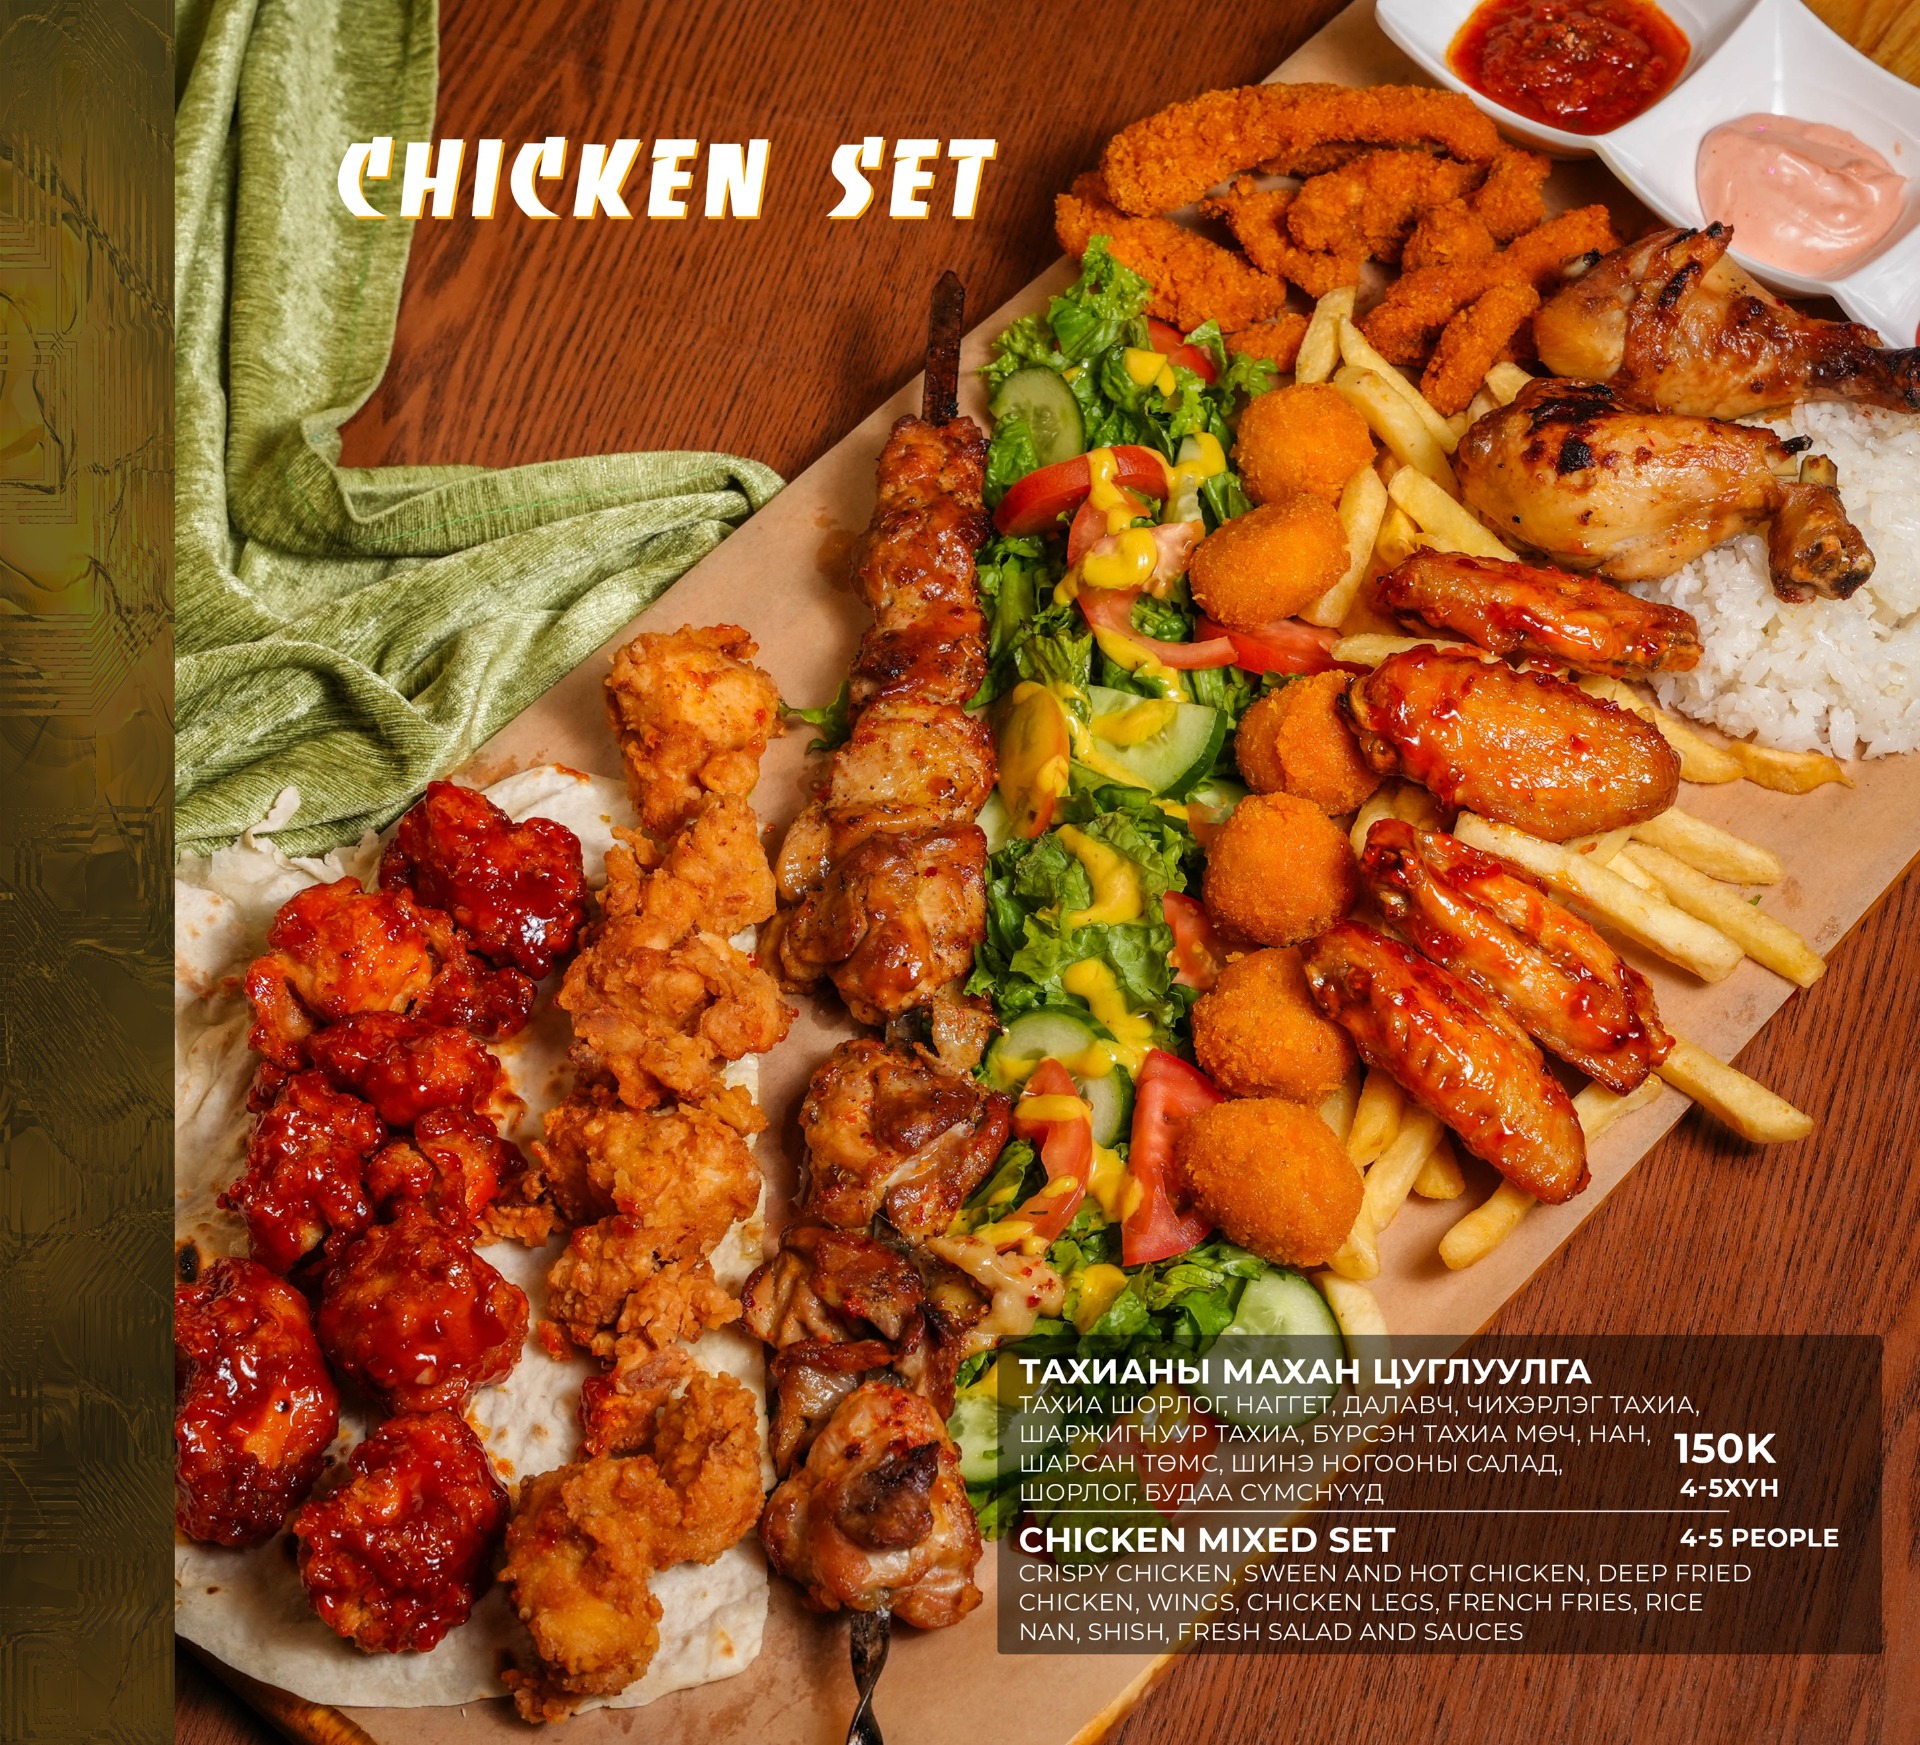 CHICKEN SET
ТАХИАНЫ МАХАН ЦУГЛУУЛГА
ТАХИА ШОРЛОГ, НАГГЕТ, ДАЛАВЧ, ЧИХЭРЛЭГ ТАХИА,
ШАРЖИГНУУР ТАХИА, БҮРСЭН ТАХИА МӨЧ, НАН,
ШАРСАН ТӨМС, ШИНЭ НОГООНЫ САЛАД,
ШОРЛОГ, БУДАА СҮМСНҮҮД
150K
4-5ХҮН
CHICKEN MIXED SET
4-5 PEOPLE
CRISPY CHICKEN, SWEEN AND HOT CHICKEN, DEEP FRIED
CHICKEN, WINGS, CHICKEN LEGS, FRENCH FRIES, RICE
NAN, SHISH, FRESH SALAD AND SAUCES